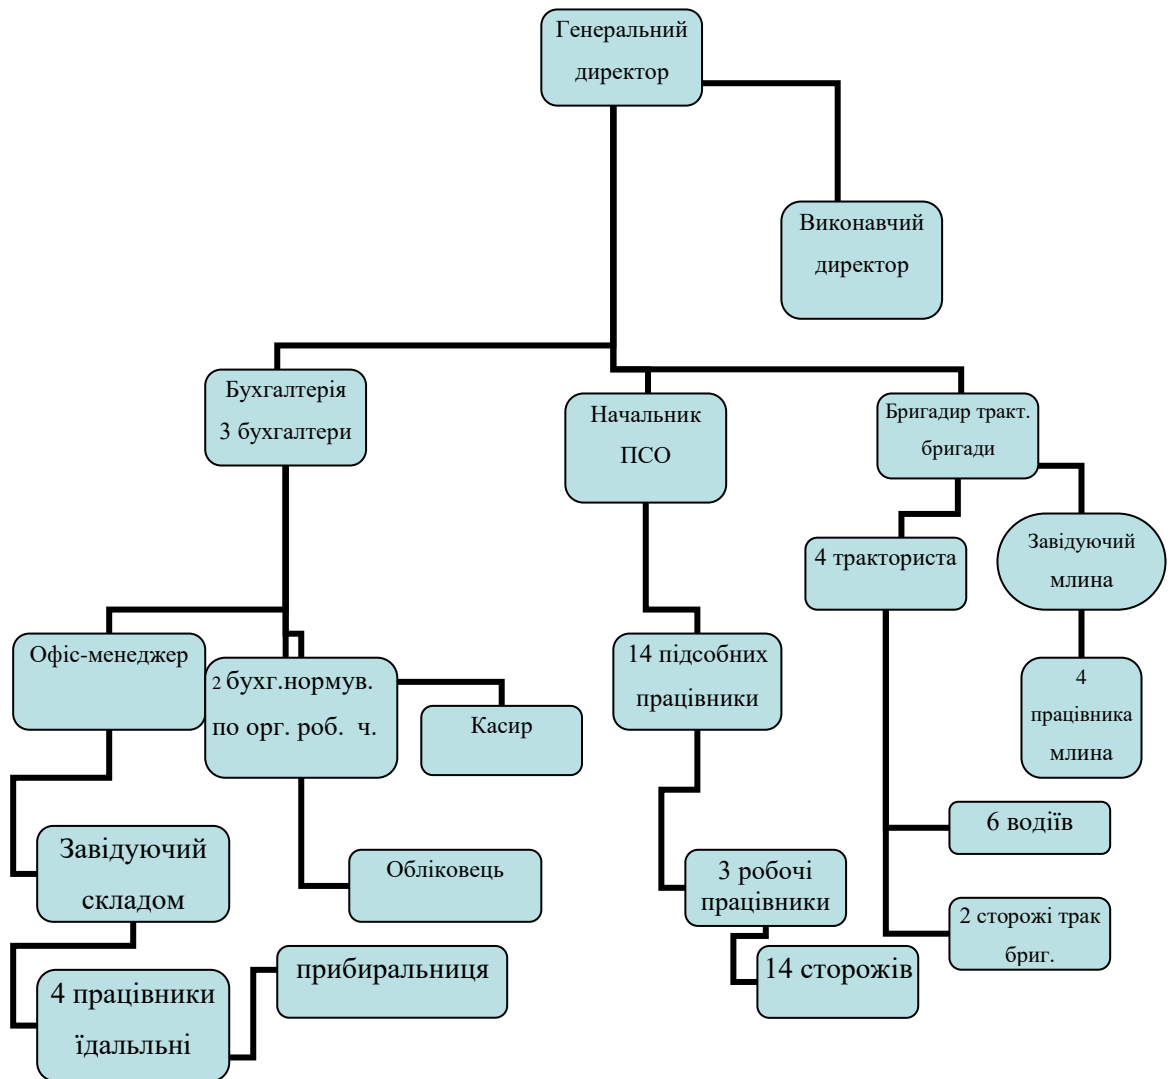 Генеральний
директор
Виконавчий
директор
Бухгалтерія
3 бухгалтери
Начальник
ПСО
Бригадир тракт.
бригади
4 тракториста
Завідуючий
млина
Офіс-менеджер
2 бухг.нормув.
по орг. роб. ч.
Касир
14 підсобних
працівники
4
працівника
млина
Завідуючий
складом
Обліковець
3 робочі
працівники
6 водіїв
2 сторожі трак
бриг.
4 працівники
їдальльні
прибиральниця
14 сторожів